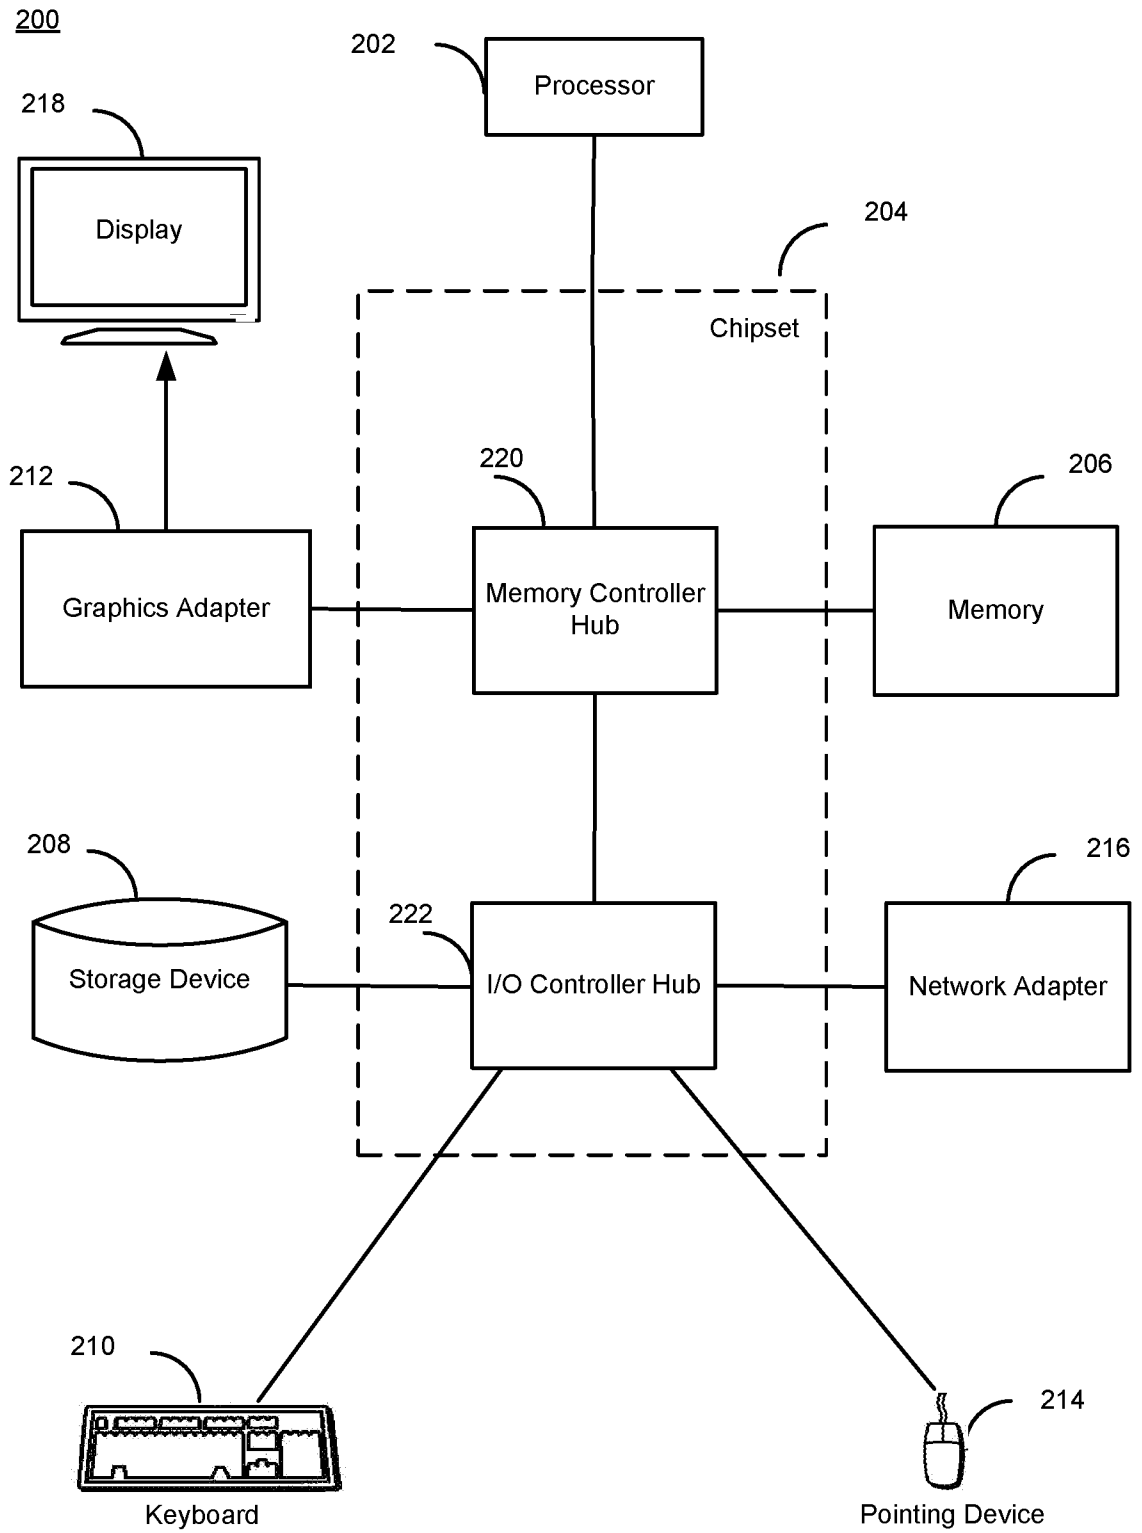 200
202
Processor
218
Display
204
Chipset
220
212
206
Graphics Adapter
Memory Controller
Hub
Memory
208
216
222
Storage Device
I/O Controller Hub
Network Adapter
210
214
Keyboard
Pointing Device